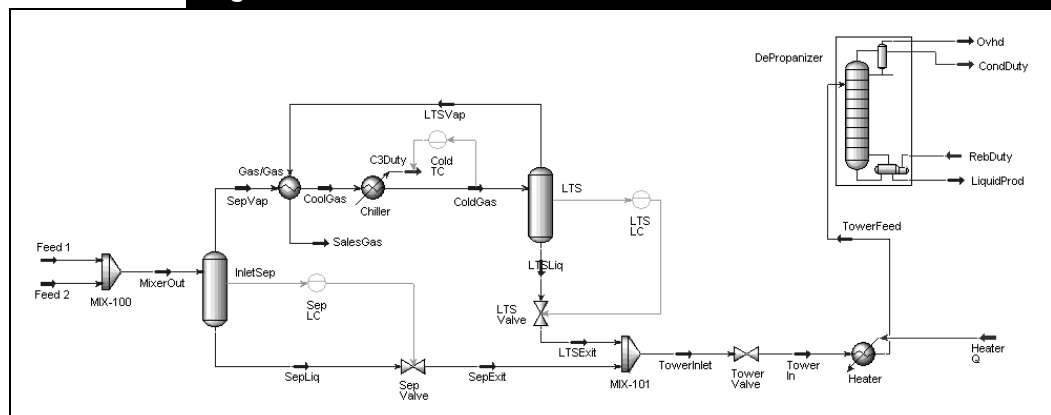 Ovhd
DePropanizer
CondDuty
LTSVap
Gas/Gas
C3Duty
Cold
TC
RebDuty
SepVap
CoolGas
Chiller
ColdGas
LTS
LTS
LC
LiquidProd
TowerFeed
SalesGas
Feed 1
InletSep
LTSLiq
MixerOut
Feed 2
MIX-100
Sep
LC
LTS
Valve
LTSExit
Heater
Q
SepLiq
Sep
Valve
SepExit
MIX-101
TowerInlet
Tower
Valve
Tower
In
Heater